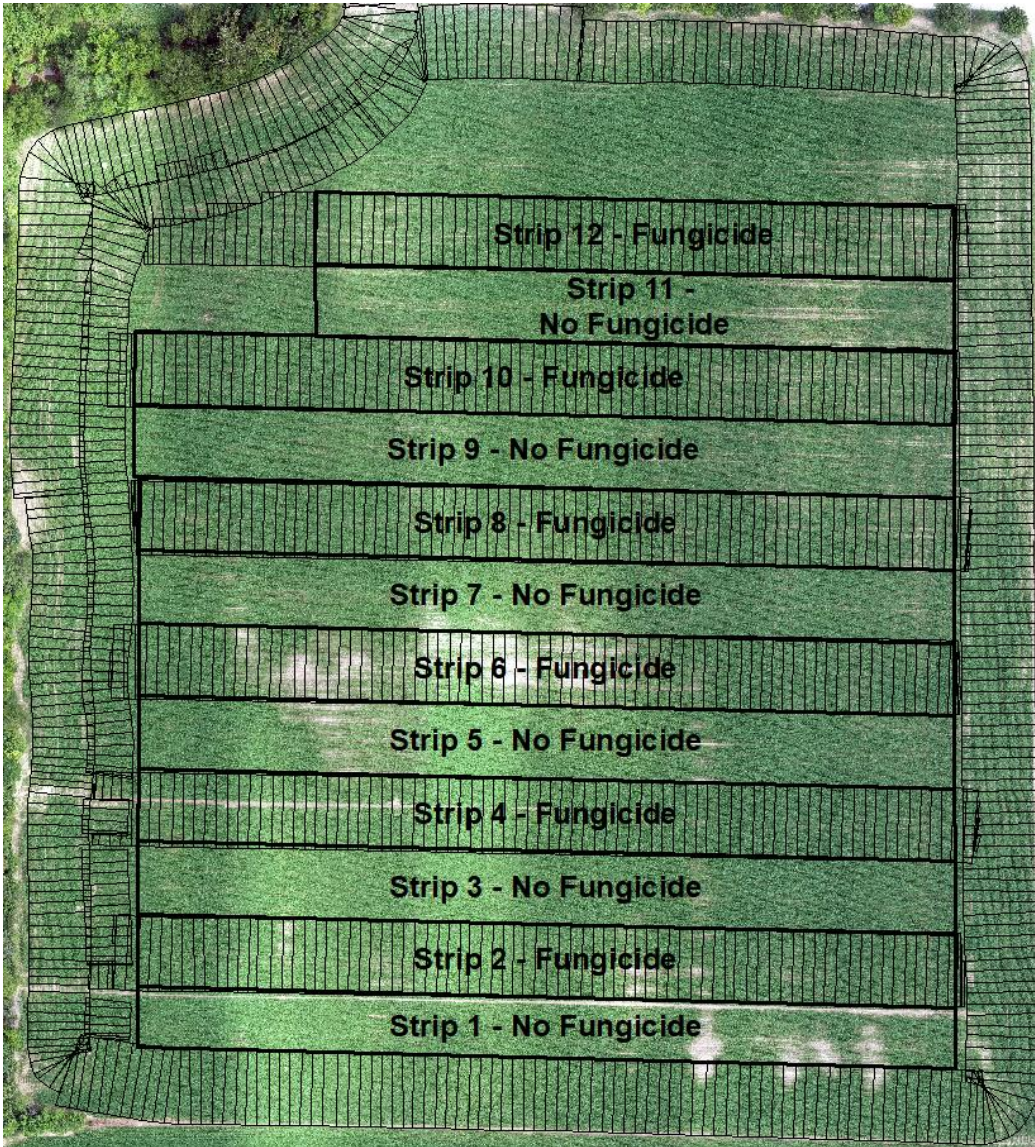 Strip 12 - Fungicide
Strip 11 -
No Fungicide
Strip 10 - Fungicide
Strip 9 - No Fungicide
Strip 8 - Fungicide
Strip 7 - No Fungicide
Strip 6 - Fungicide
Strip 5 - No Fungicide
Strip 4 - Fungicide
Strip 3 - No Fungicide
Strip 2 - Fungicide
Strip 1 - No Fungicide